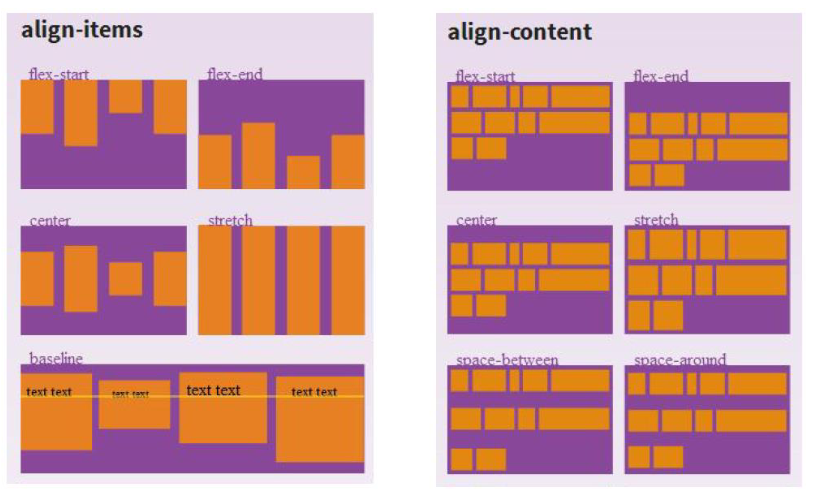 align-items
flex-start
flex-end
center
stretch
baseline
text text
text text
text text
text text
align-content
flex-start
flex-end
center
stretch
space-between
space-around